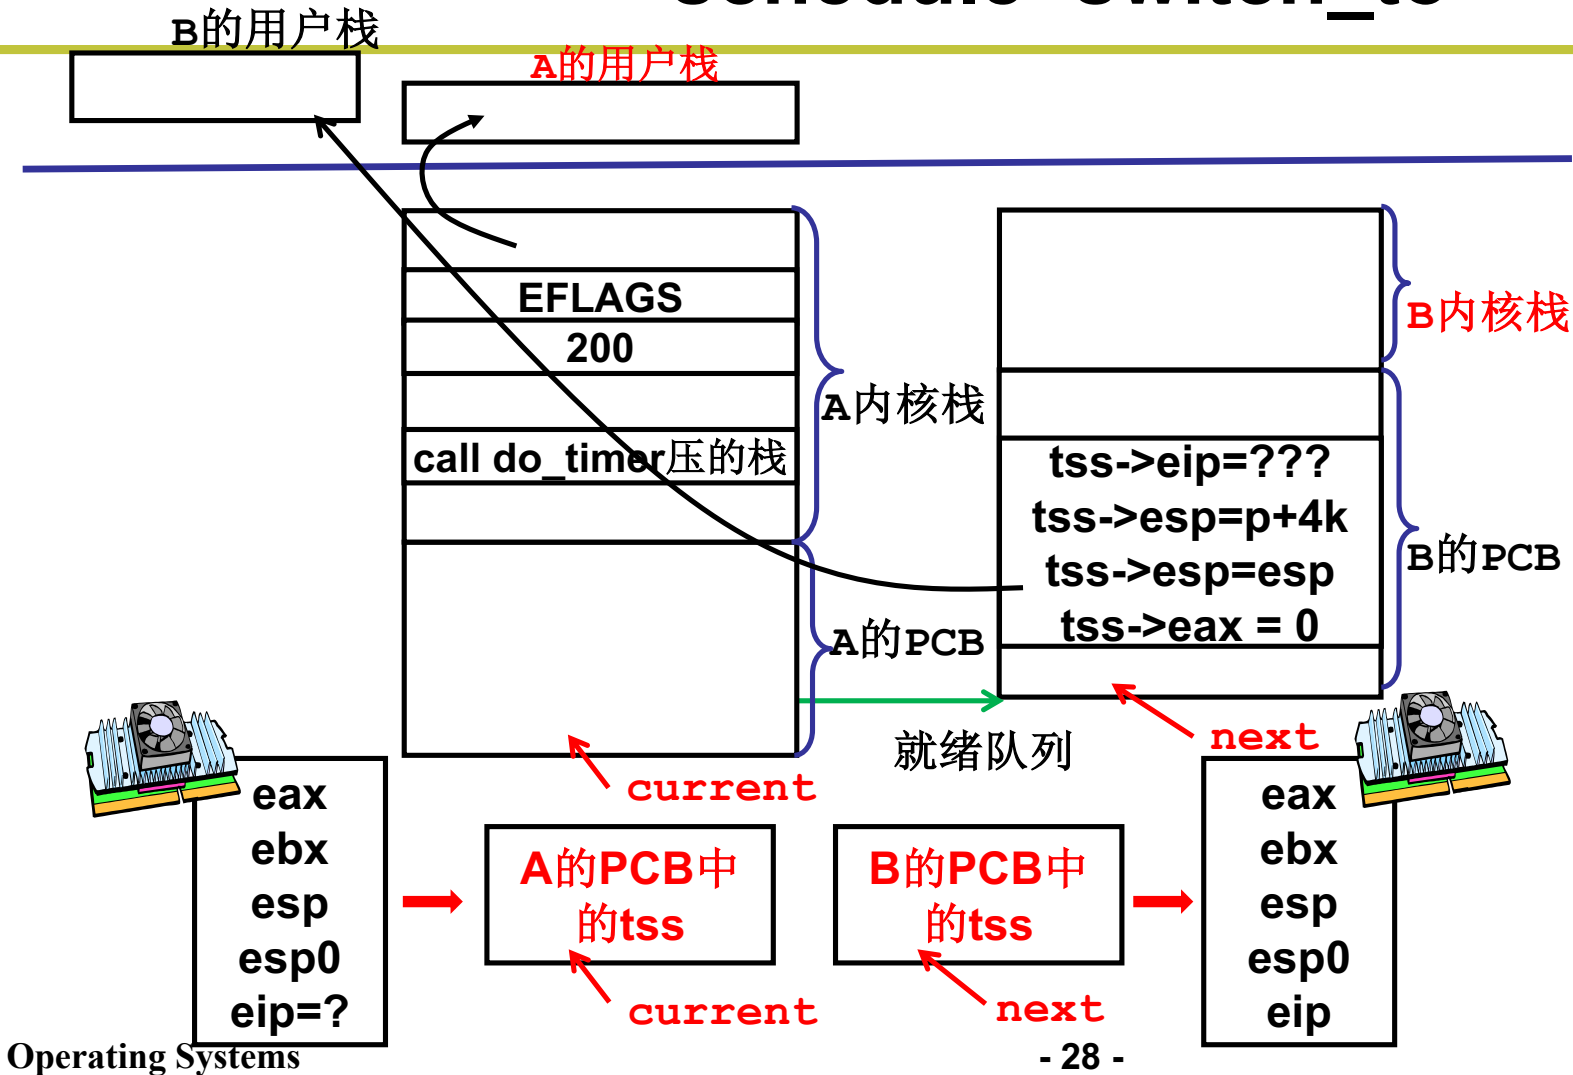 schedule switch_to
B的用户栈
A的用户栈
EFLAGS
200
call do_timer压的栈
A内核栈
A的PCB
B内核栈
tss->eip=???
tss->esp=p+4k
tss->esp=esp
tss->eax = 0
B的PCB
就绪队列
current
next
eax
ebx
esp
esp0
eip=?
A的PCB中
的tss
current
B的PCB中
的tss
next
eax
ebx
esp
esp0
eip
Operating Systems
- 28 -